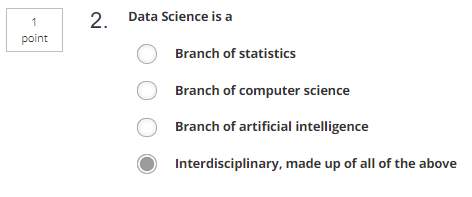 1
point
2. Data Science is a
Branch of statistics
Branch of computer science
Branch of artificial intelligence
Interdisciplinary, made up of all of the above